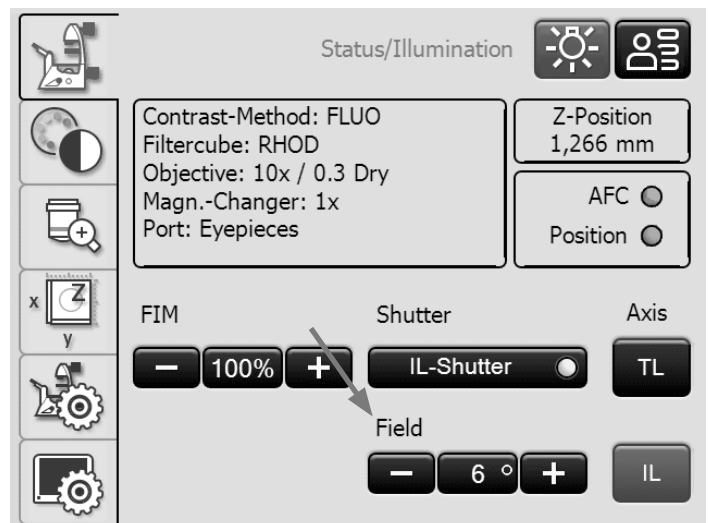 Status/Illumination
Contrast-Method: FLUO
Filtercube: RHOD
Objective: 10x / 0.3 Dry
Magn.-Changer: 1x
Port: Eyepieces
Z-Position
1,266 mm
AFC
Position
x
Z
y
FIM
Shutter
Axis
− 100% +
IL-Shutter
TL
Field
− 6 ° +
IL